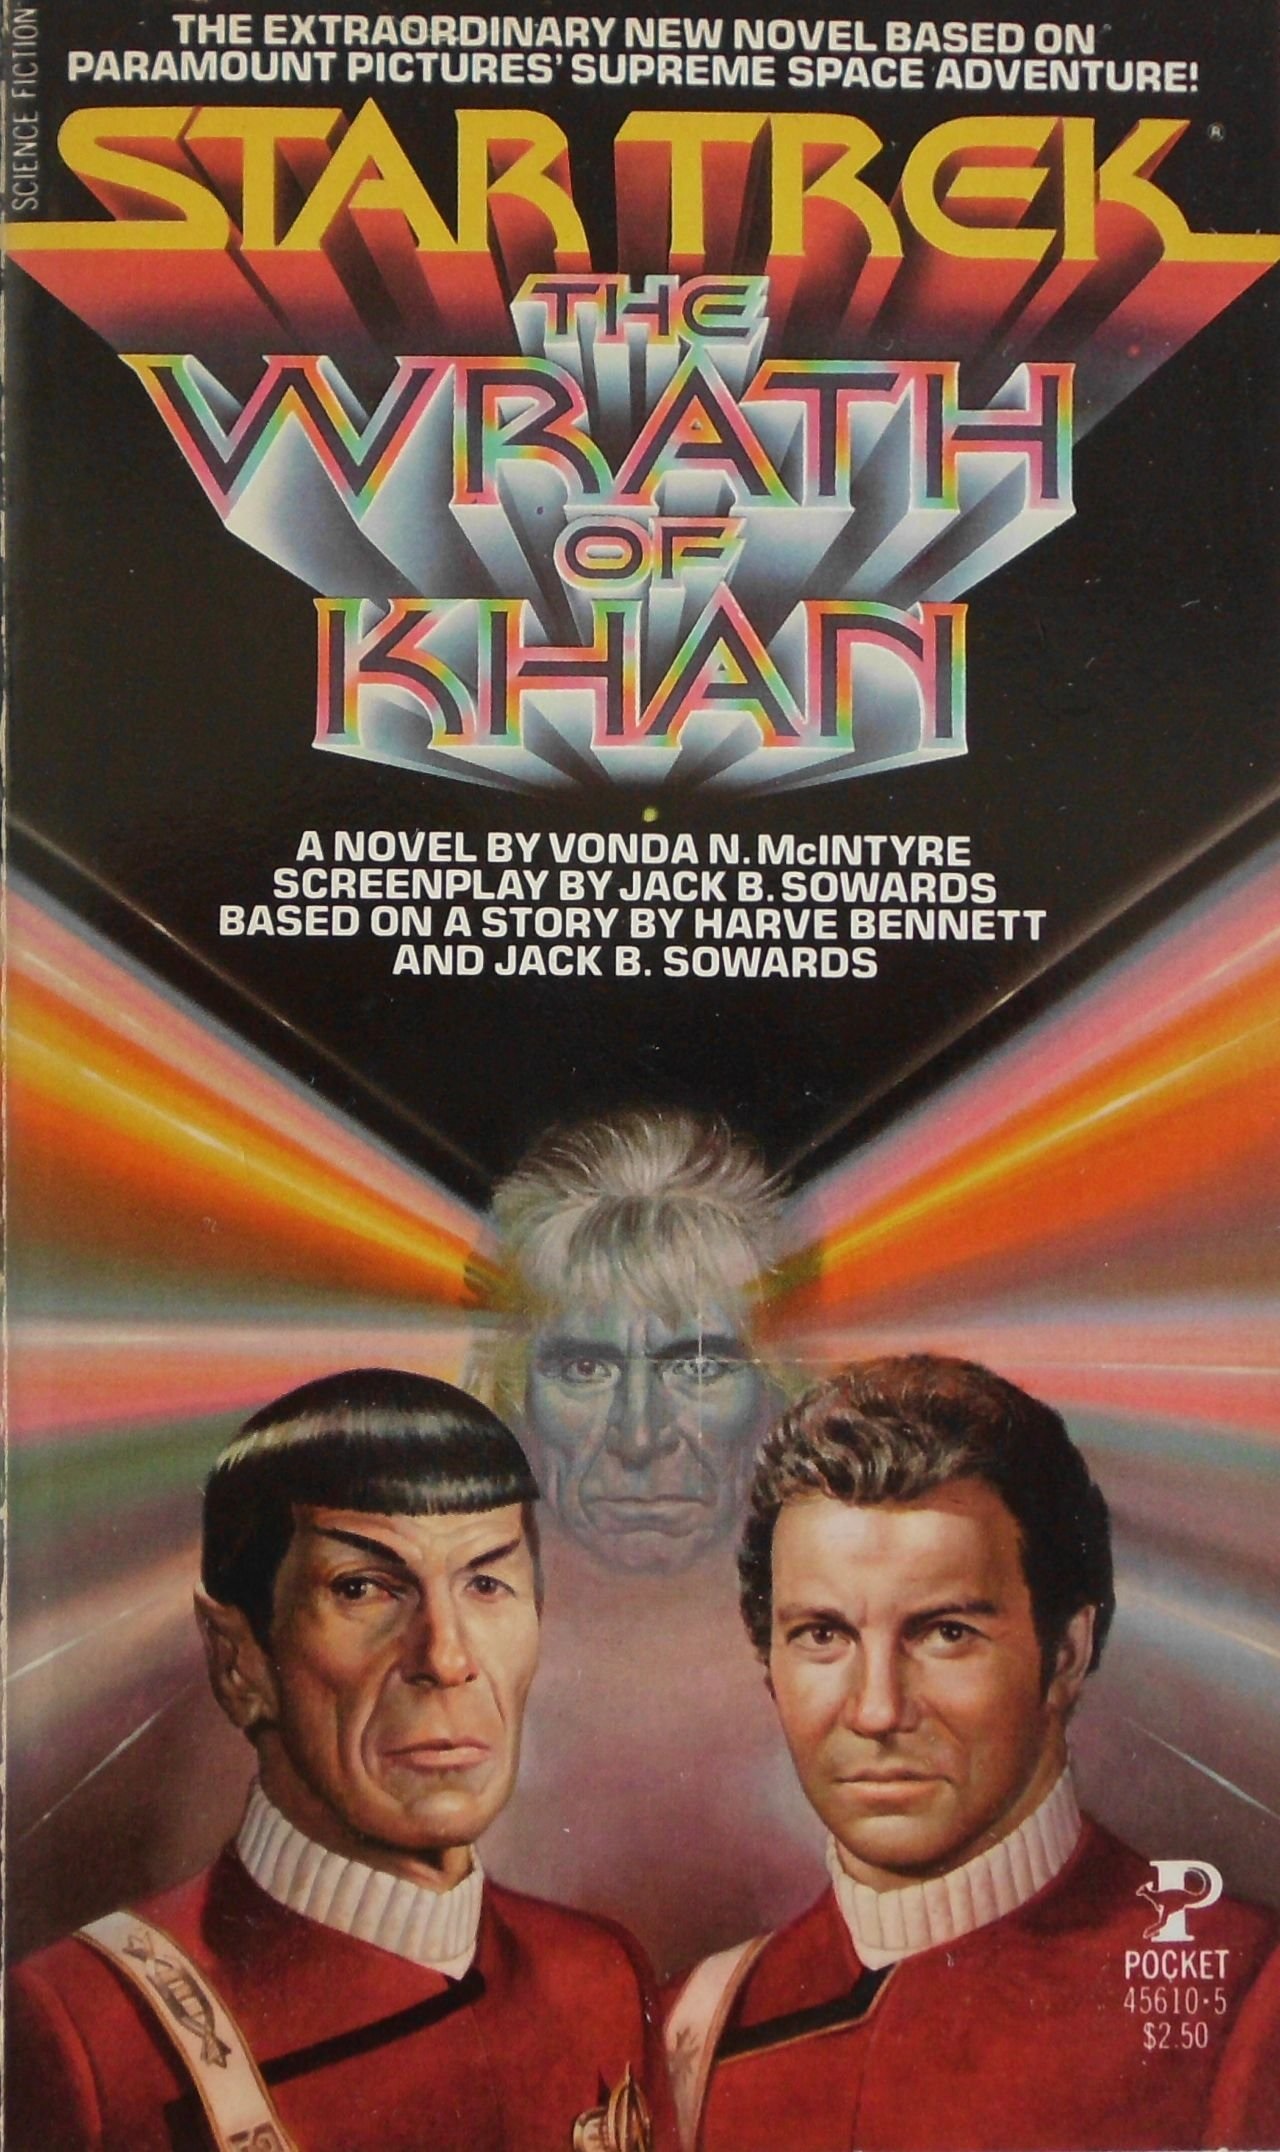 SCIENCE FICTION
THE EXTRAORDINARY NEW NOVEL BASED ON
PARAMOUNT PICTURES' SUPREME SPACE ADVENTURE!
STAR TREK®
THE
WRATH
OF
KHAN
A NOVEL BY VONDA N. McINTYRE
SCREENPLAY BY JACK B. SOWARDS
BASED ON A STORY BY HARVE BENNETT
AND JACK B. SOWARDS
P
POCKET
45610·5
$2.50